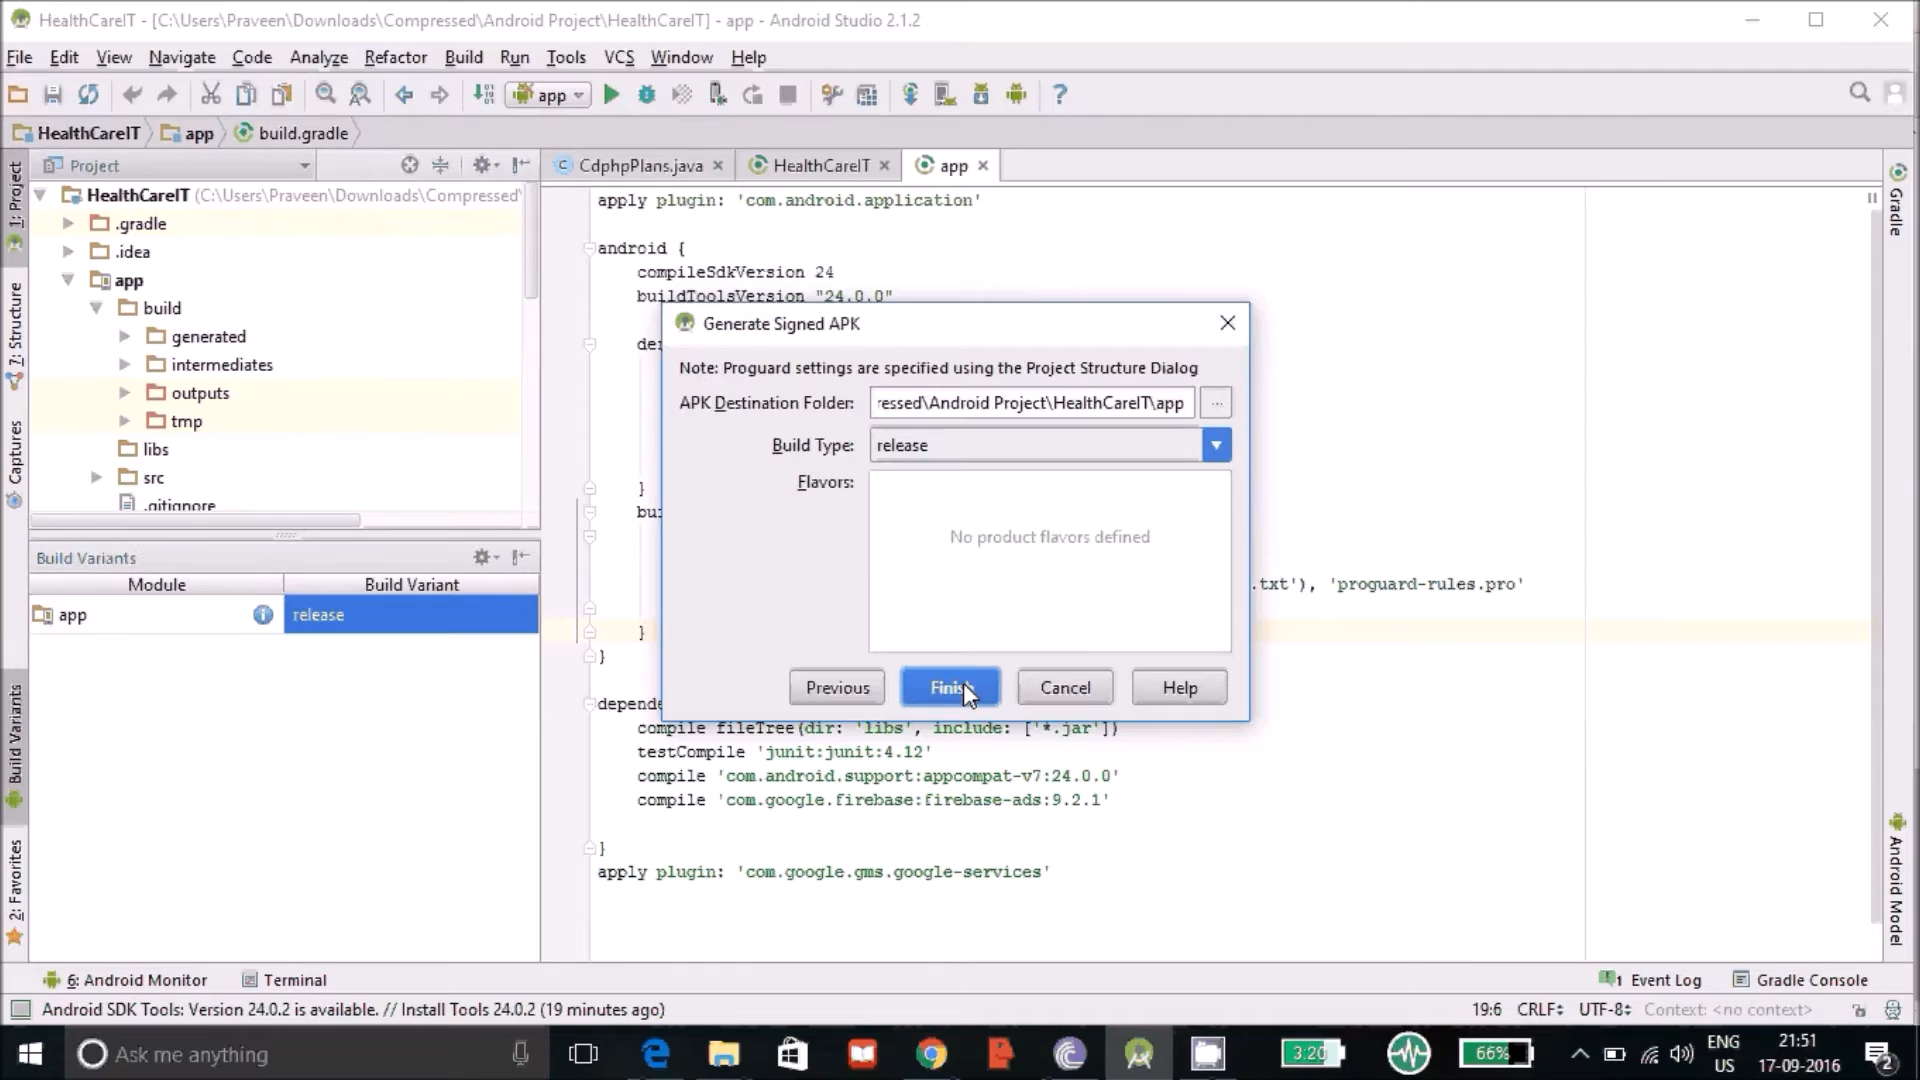 HealthCareIT - [C:\Users\Praveen\Downloads\Compressed\Android Project\HealthCareIT] - app - Android Studio 2.1.2
File Edit View Navigate Code Analyze Refactor Build Run Tools VCS Window Help
app
HealthCareIT app build.gradle
Project
CdphpPlans.java HealthCareIT app
1: Project
7: Structure
Captures
Build Variants
2: Favorites
HealthCareIT (C:\Users\Praveen\Downloads\Compressed\
.gradle
.idea
app
build
generated
intermediates
outputs
tmp
libs
src
.gitignore
Build Variants
Module Build Variant
app release
apply plugin: 'com.android.application'
android {
compileSdkVersion 24
buildToolsVersion "24.0.0"
de
}
bu
.txt'), 'proguard-rules.pro'
}
}
depende
compile fileTree(dir: 'libs', include: ['*.jar'])
testCompile 'junit:junit:4.12'
compile 'com.android.support:appcompat-v7:24.0.0'
compile 'com.google.firebase:firebase-ads:9.2.1'
}
apply plugin: 'com.google.gms.google-services'
Generate Signed APK
Note: Proguard settings are specified using the Project Structure Dialog
APK Destination Folder: ressed\Android Project\HealthCareIT\app ...
Build Type: release
Flavors:
No product flavors defined
Previous Finish Cancel Help
Gradle
Android Model
6: Android Monitor Terminal
1 Event Log Gradle Console
Android SDK Tools: Version 24.0.2 is available. // Install Tools 24.0.2 (19 minutes ago)
19:6 CRLF UTF-8 Context: <no context>
Ask me anything
3:20
66%
ENG
US
21:51
17-09-2016
2